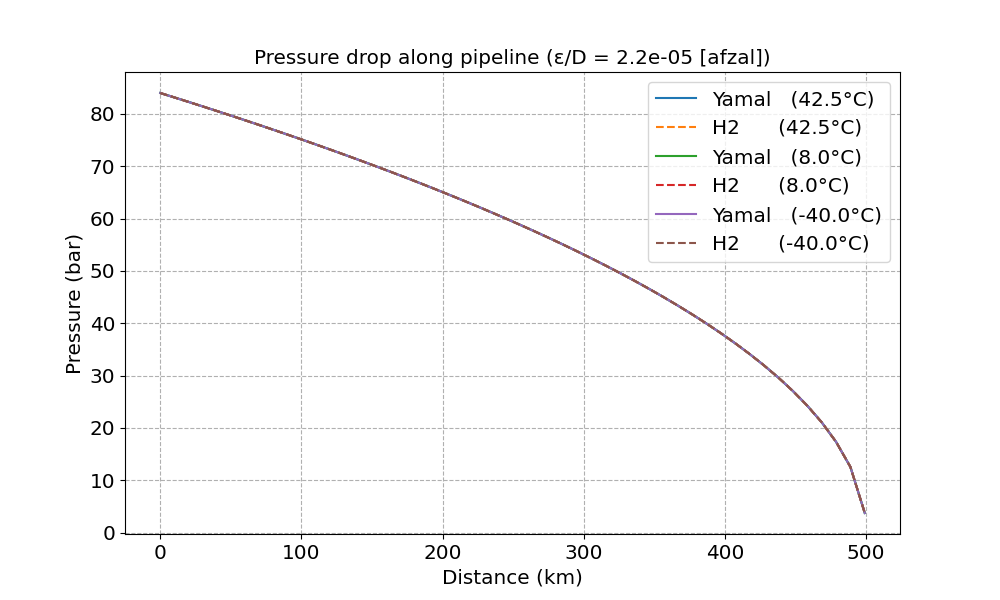 Pressure drop along pipeline (ε/D = 2.2e-05 [afzal])
Yamal (42.5°C)
H2 (42.5°C)
Yamal (8.0°C)
H2 (8.0°C)
Yamal (-40.0°C)
H2 (-40.0°C)
Pressure (bar)
80
70
60
50
40
30
20
10
0
0 100 200 300 400 500
Distance (km)